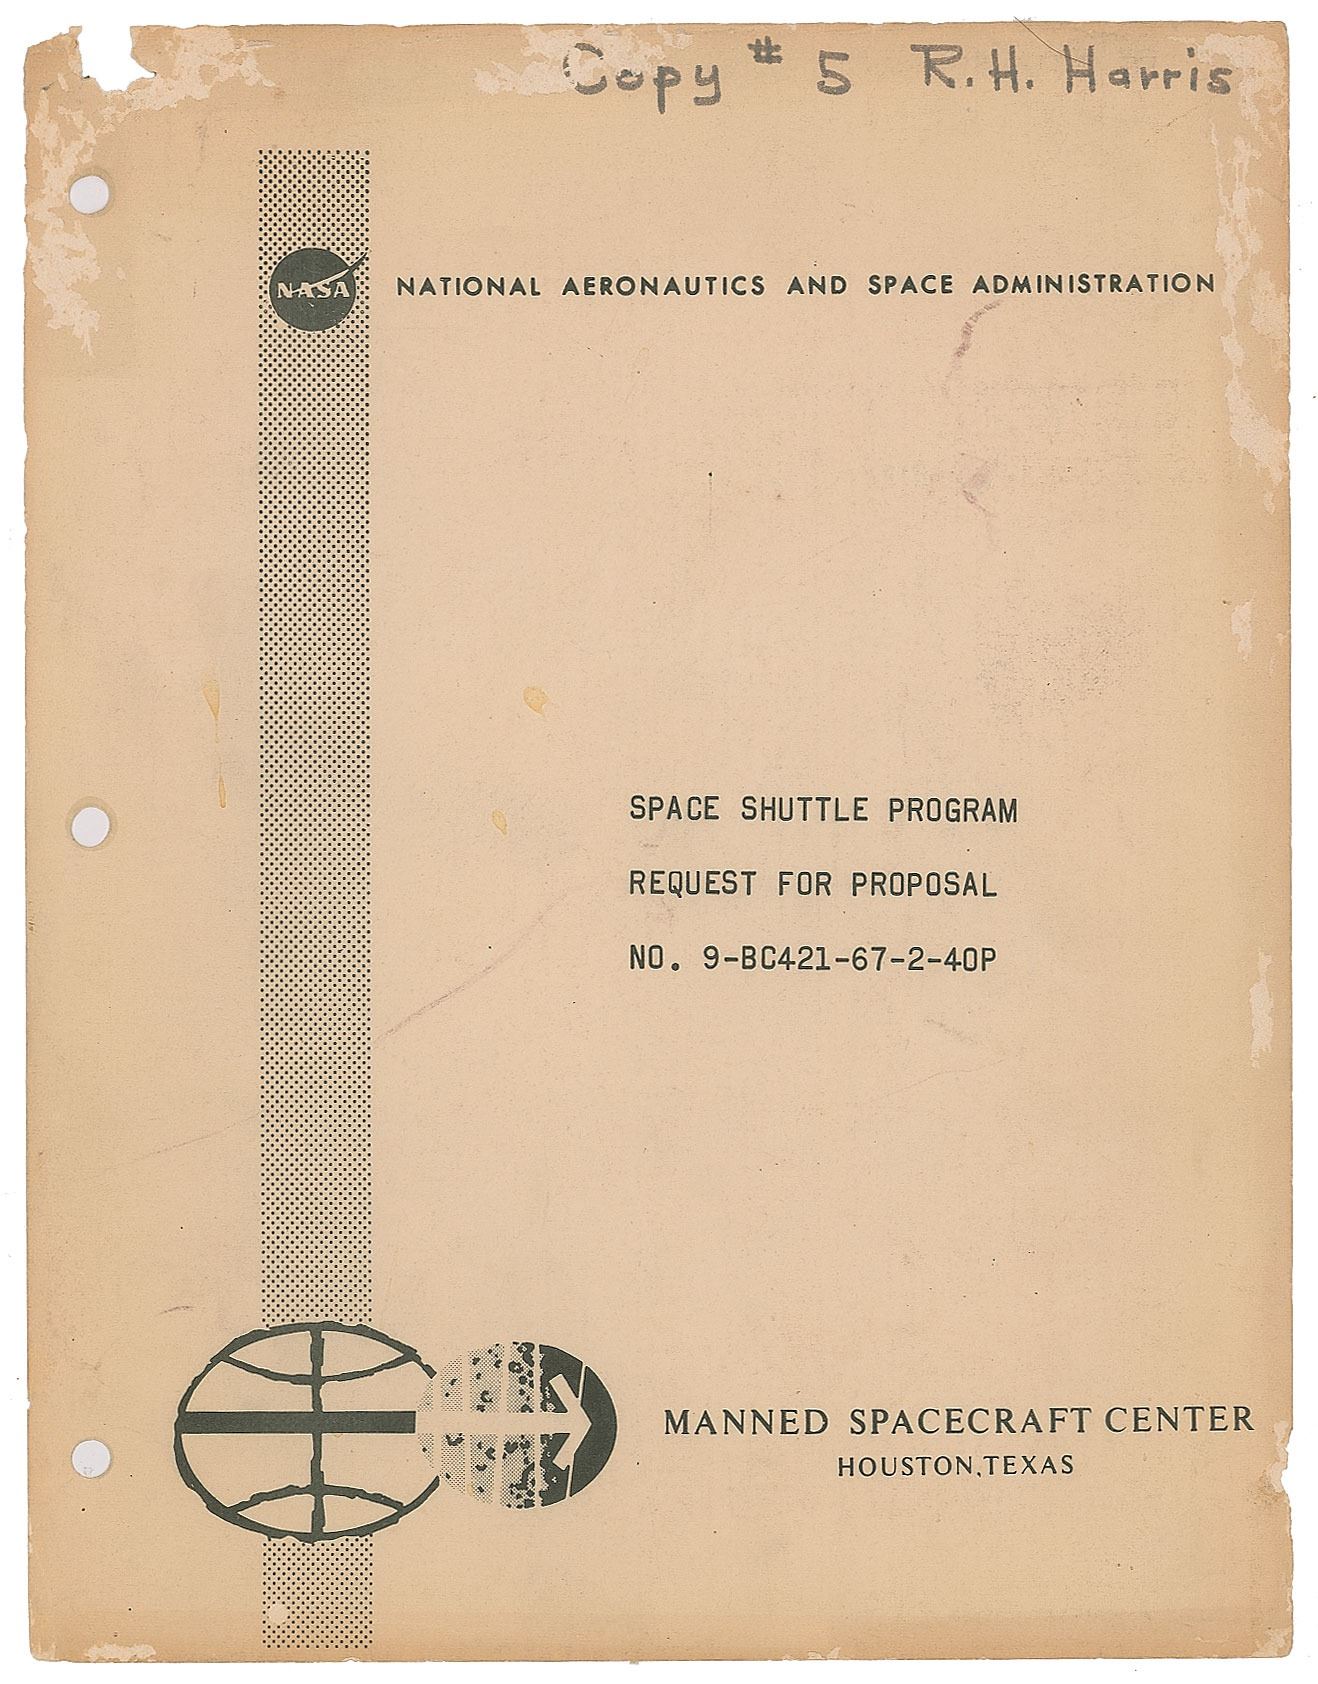 Copy # 5 R.H. Harris
NASA
NATIONAL AERONAUTICS AND SPACE ADMINISTRATION
SPACE SHUTTLE PROGRAM
REQUEST FOR PROPOSAL
NO. 9-BC421-67-2-40P
MANNED SPACECRAFT CENTER
HOUSTON, TEXAS